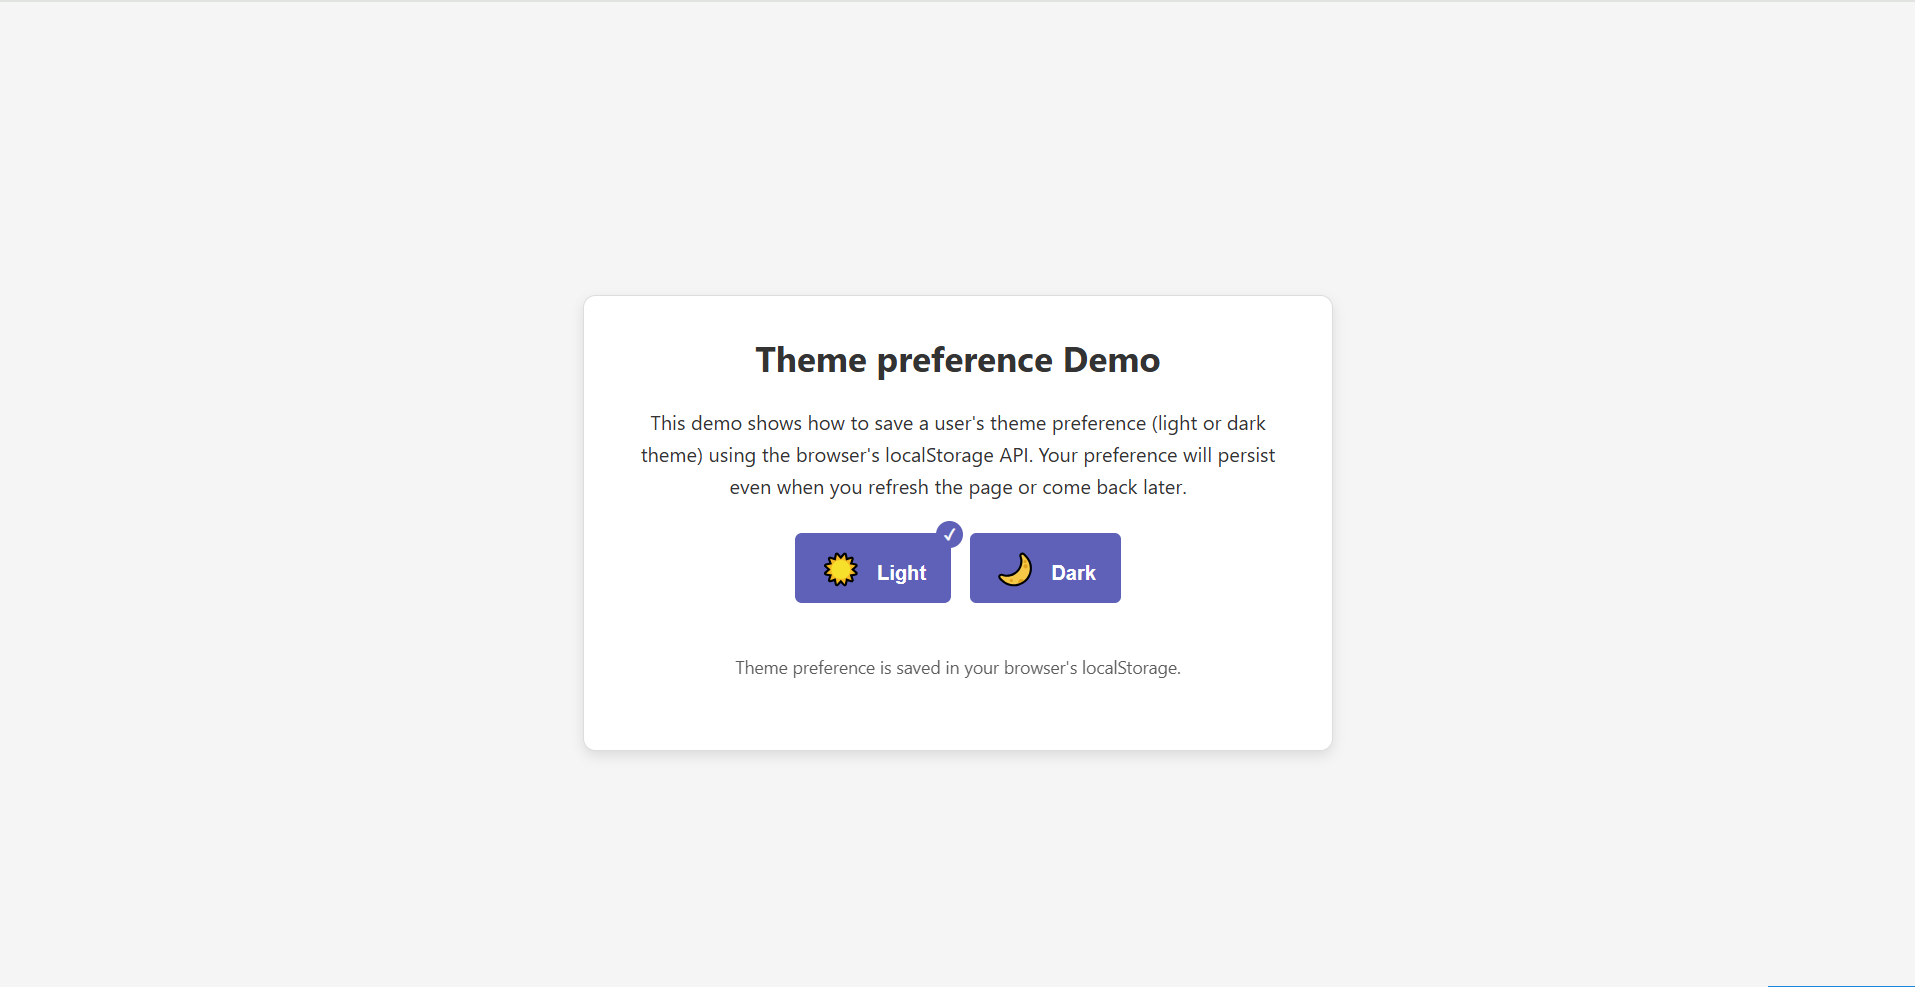 Theme preference Demo
This demo shows how to save a user's theme preference (light or dark
theme) using the browser's localStorage API. Your preference will persist
even when you refresh the page or come back later.
Light
Dark
Theme preference is saved in your browser's localStorage.